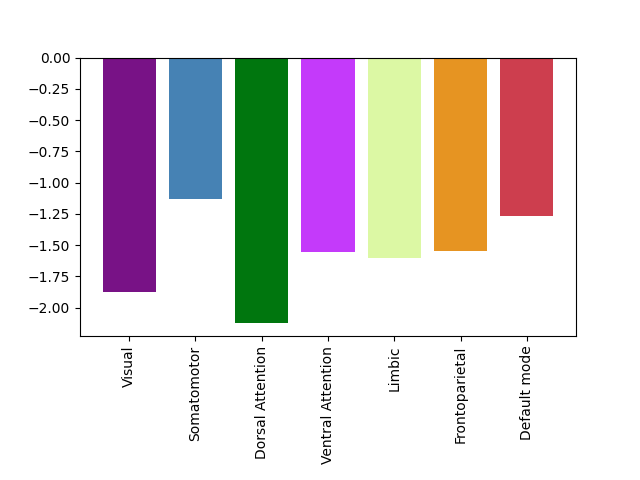 0.00
−0.25
−0.50
−0.75
−1.00
−1.25
−1.50
−1.75
−2.00
Visual
Somatomotor
Dorsal Attention
Ventral Attention
Limbic
Frontoparietal
Default mode